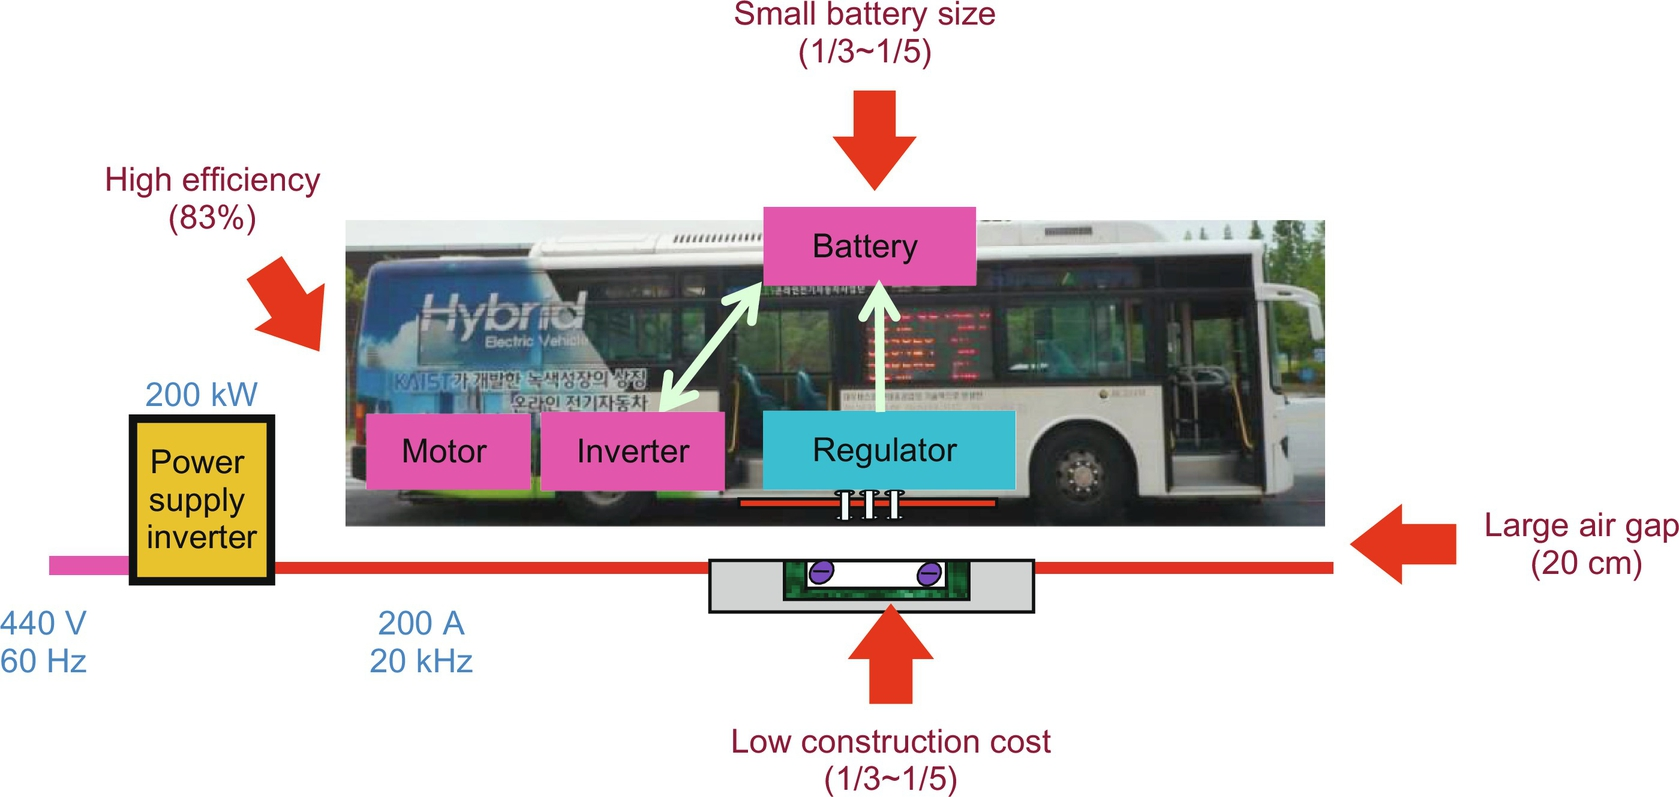 Small battery size
(1/3~1/5)
High efficiency
(83%)
Battery
Hybrid
Electric Vehicle
KAIST가 개발한 녹색성장의 상징
온라인 전기자동차
200 kW
Motor
Inverter
Regulator
Power
supply
inverter
Large air gap
(20 cm)
440 V
60 Hz
200 A
20 kHz
Low construction cost
(1/3~1/5)